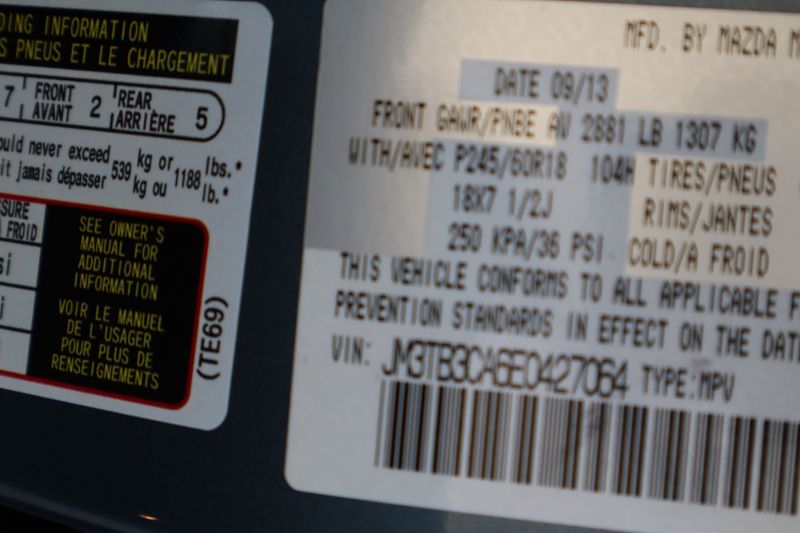 DING INFORMATION
S PNEUS ET LE CHARGEMENT
7 FRONT AVANT 2 REAR ARRIÈRE 5
ould never exceed 539 kg or 1188 lbs.*
it jamais dépasser kg ou lb.*
SSURE
FROID
si
i
SEE OWNER'S
MANUAL FOR
ADDITIONAL
INFORMATION
VOIR LE MANUEL
DE L'USAGER
POUR PLUS DE
RENSEIGNEMENTS
(TE69)
MFD. BY MAZDA M
DATE 09/13
FRONT GAWR/PNBE AV 2881 LB 1307 KG
WITH/AVEC P245/60R18 104H TIRES/PNEUS
18X7 1/2J RIMS/JANTES
250 KPA/36 PSI COLD/A FROID
THIS VEHICLE CONFORMS TO ALL APPLICABLE F
PREVENTION STANDARDS IN EFFECT ON THE DAT
VIN: JM3TB3CA6E0427064 TYPE:MPV